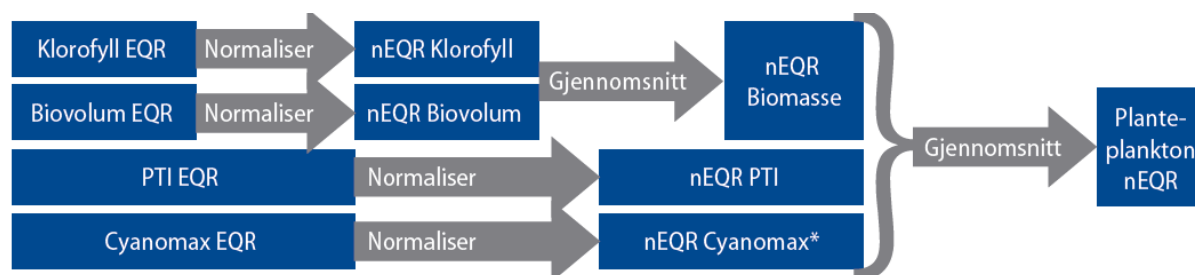 Klorofyll EQR
Normaliser
nEQR Klorofyll
Biovolum EQR
Normaliser
nEQR Biovolum
Gjennomsnitt
nEQR
Biomasse
PTI EQR
Normaliser
nEQR PTI
Cyanomax EQR
Normaliser
nEQR Cyanomax*
Gjennomsnitt
Plante-
plankton
nEQR